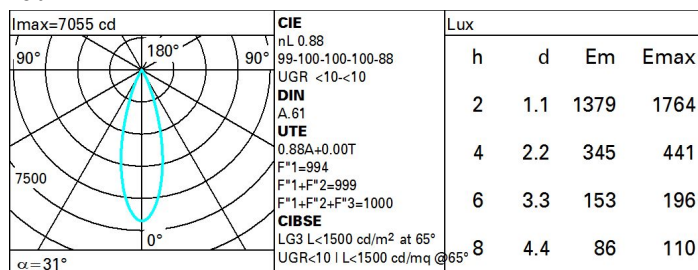 Imax=7055 cd
90°
180°
90°
7500
0°
α=31°
CIE
nL 0.88
99-100-100-100-88
UGR <10-<10
DIN
A.61
UTE
0.88A+0.00T
F"1=994
F"1+F"2=999
F"1+F"2+F"3=1000
CIBSE
LG3 L<1500 cd/m² at 65°
UGR<10 | L<1500 cd/mq @65°
Lux
h d Em Emax
2 1.1 1379 1764
4 2.2 345 441
6 3.3 153 196
8 4.4 86 110